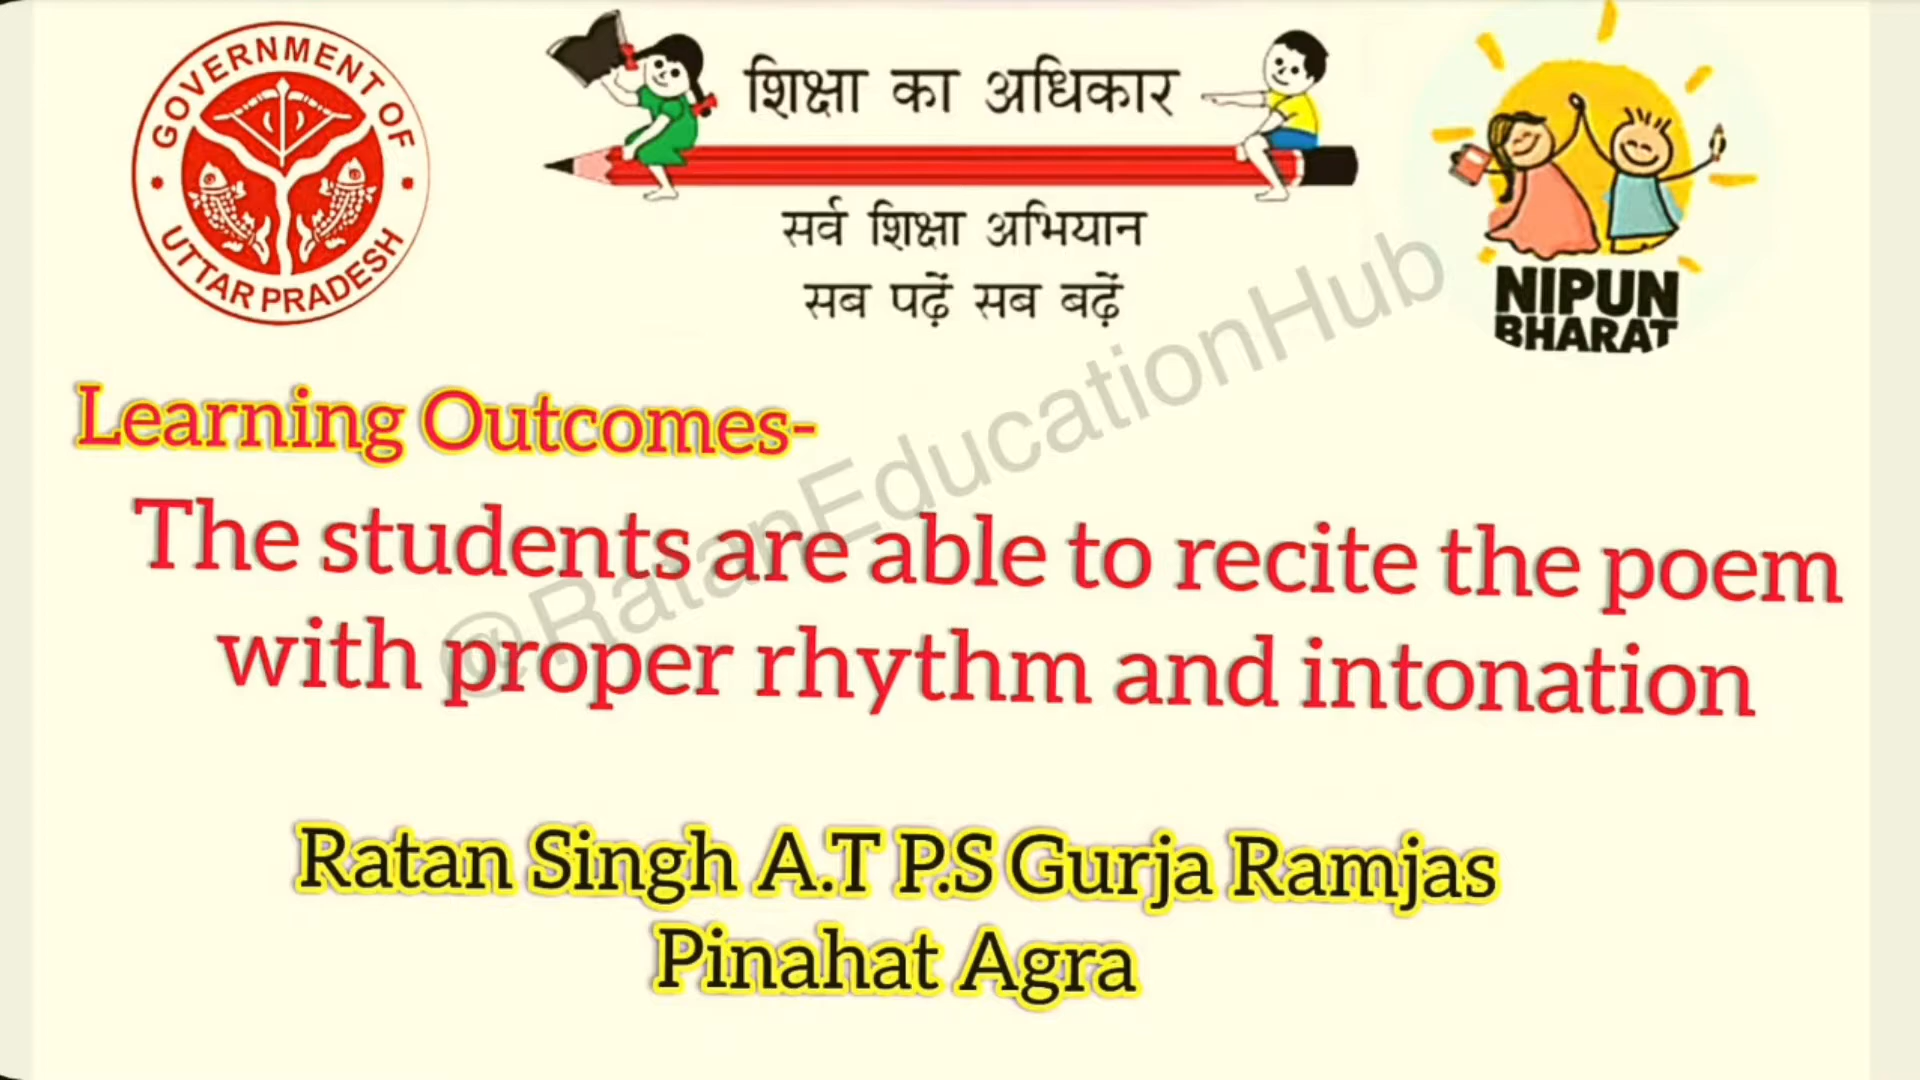 GOVERNMENT OF
UTTAR PRADESH
शिक्षा का अधिकार
सर्व शिक्षा अभियान
सब पढ़ें सब बढ़ें
NIPUN
BHARAT
@RatanEducationHub
Learning Outcomes-
The students are able to recite the poem
with proper rhythm and intonation
Ratan Singh A.T P.S Gurja Ramjas
Pinahat Agra